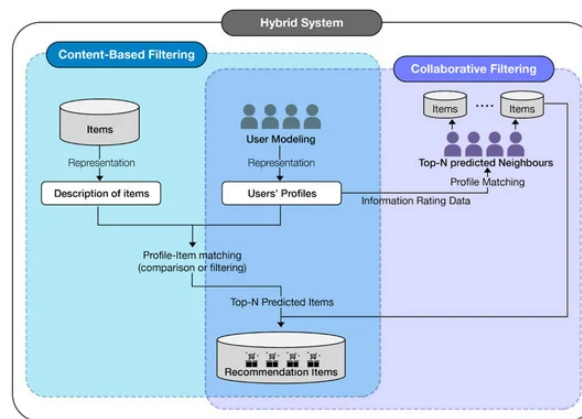 Hybrid System
Content-Based Filtering
Collaborative Filtering
Items
User Modeling
Items
....
Items
Top-N predicted Neighbours
Representation
Representation
Profile Matching
Description of items
Users' Profiles
Information Rating Data
Profile-Item matching
(comparison or filtering)
Top-N Predicted Items
Recommendation Items